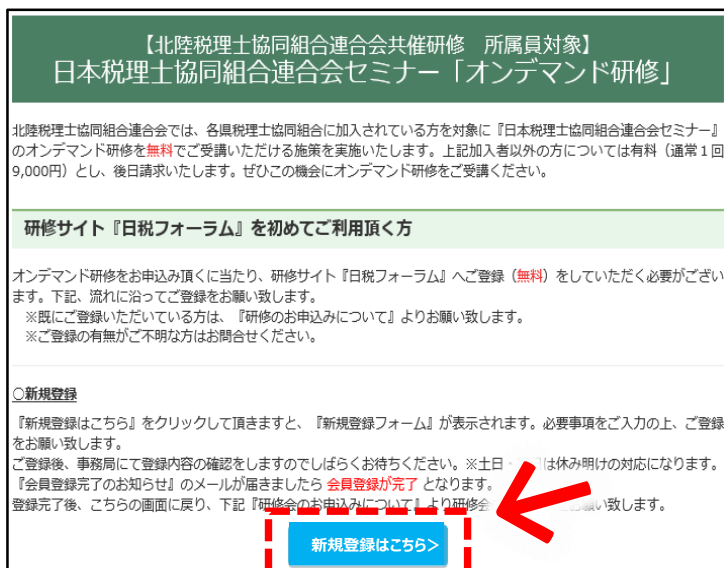 【北陸税理士協同組合連合会共催研修　所属員対象】
日本税理士協同組合連合会セミナー「オンデマンド研修」
北陸税理士協同組合連合会では、各県税理士協同組合に加入されている方を対象に『日本税理士協同組合連合会セミナー』
のオンデマンド研修を無料でご受講いただける施策を実施いたします。上記加入者以外の方については有料（通常１回
9,000円）とし、後日請求いたします。ぜひこの機会にオンデマンド研修をご受講ください。
研修サイト『日税フォーラム』を初めてご利用頂く方
オンデマンド研修をお申込み頂くに当たり、研修サイト『日税フォーラム』へご登録（無料）をしていただく必要がござい
ます。下記、流れに沿ってご登録をお願い致します。
※既にご登録いただいている方は、『研修のお申込みについて』よりお願い致します。
※ご登録の有無がご不明な方はお問合せください。
○新規登録
『新規登録はこちら』をクリックして頂きますと、『新規登録フォーム』が表示されます。必要事項をご入力の上、ご登録
をお願い致します。
ご登録後、事務局にて登録内容の確認をしますのでしばらくお待ちください。※土日・は休み明けの対応になります。
『会員登録完了のお知らせ』のメールが届きましたら 会員登録が完了 となります。
登録完了後、こちらの画面に戻り、下記『研修会のお申込みについて』より研修会お願い致します。
新規登録はこちら>